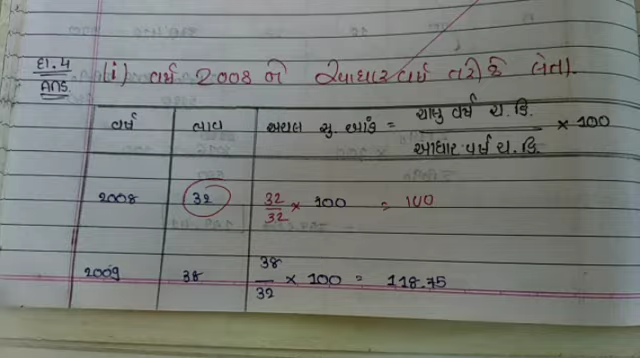 દા.4 (i) વર્ષ 2008 ને આધાર વર્ષ તરીકે લેતા.
Ans.
વર્ષ ભાવ અચલ સુ. આંક = ચાલુ વર્ષ ચ. કિ. / આધાર વર્ષ ચ. કિ. × 100
2008 32 32/32 × 100 = 100
2009 38 38/32 × 100 = 118.75